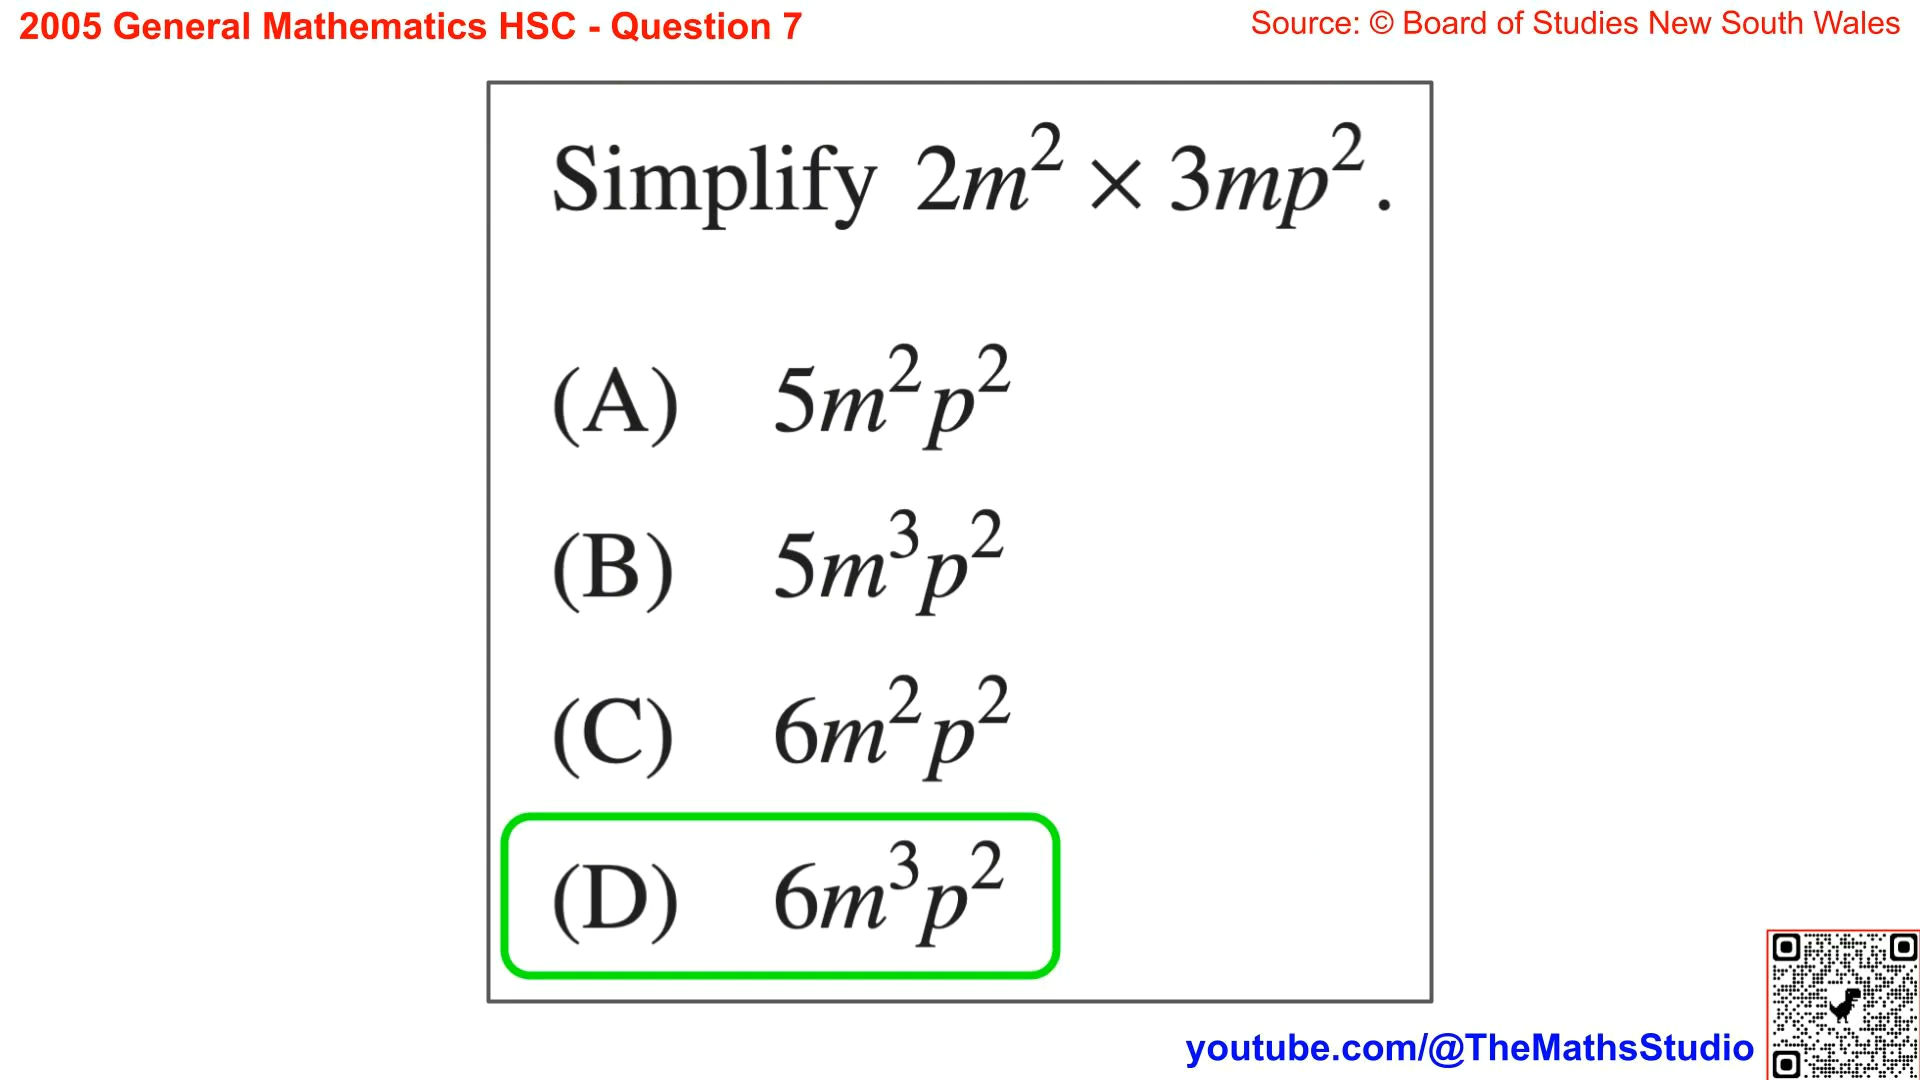 2005 General Mathematics HSC - Question 7
Source: © Board of Studies New South Wales
Simplify 2m² × 3mp².
(A) 5m²p²
(B) 5m³p²
(C) 6m²p²
(D) 6m³p²
youtube.com/@TheMathsStudio